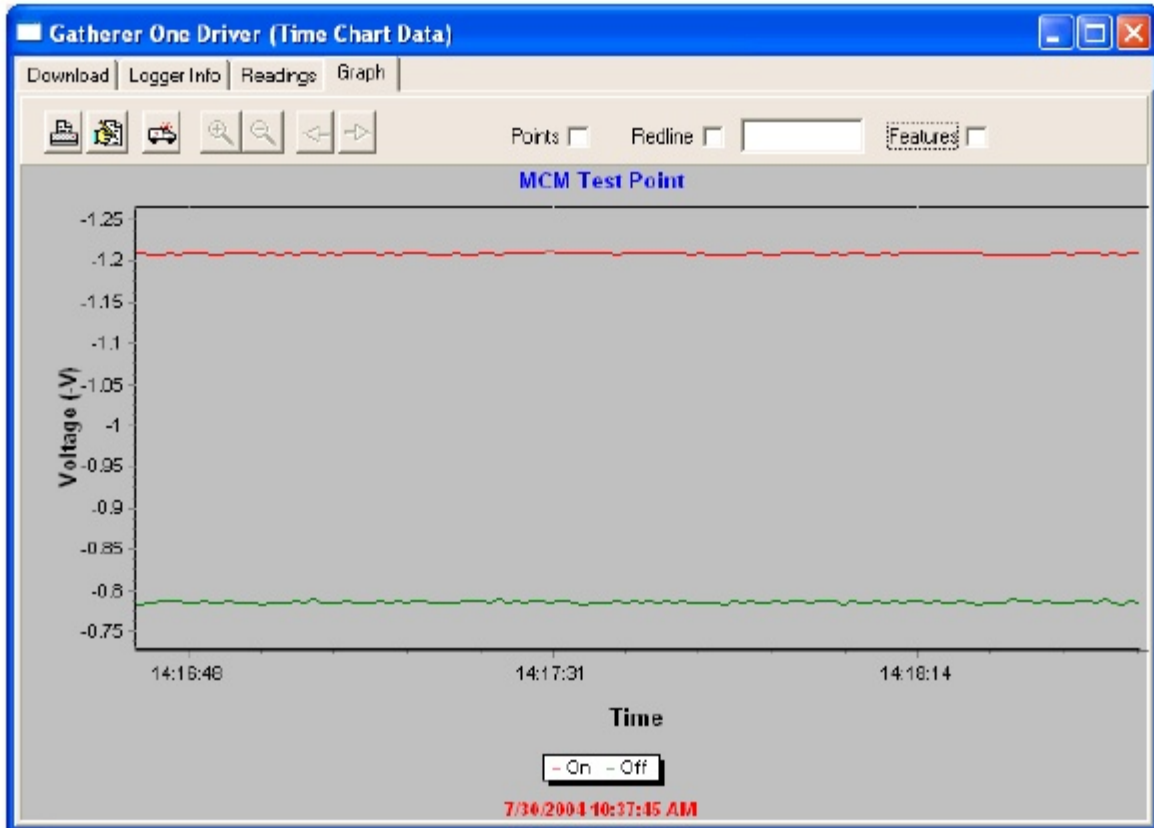 Gatherer One Driver (Time Chart Data)
Download Logger Info Readings Graph
Points Redline Features
MCM Test Point
-1.25
-1.2
-1.15
-1.1
-1.05
-1
-0.95
-0.9
-0.85
-0.8
-0.75
Voltage (-V)
14:16:48 14:17:31 14:18:14
Time
On Off
7/30/2004 10:37:45 AM